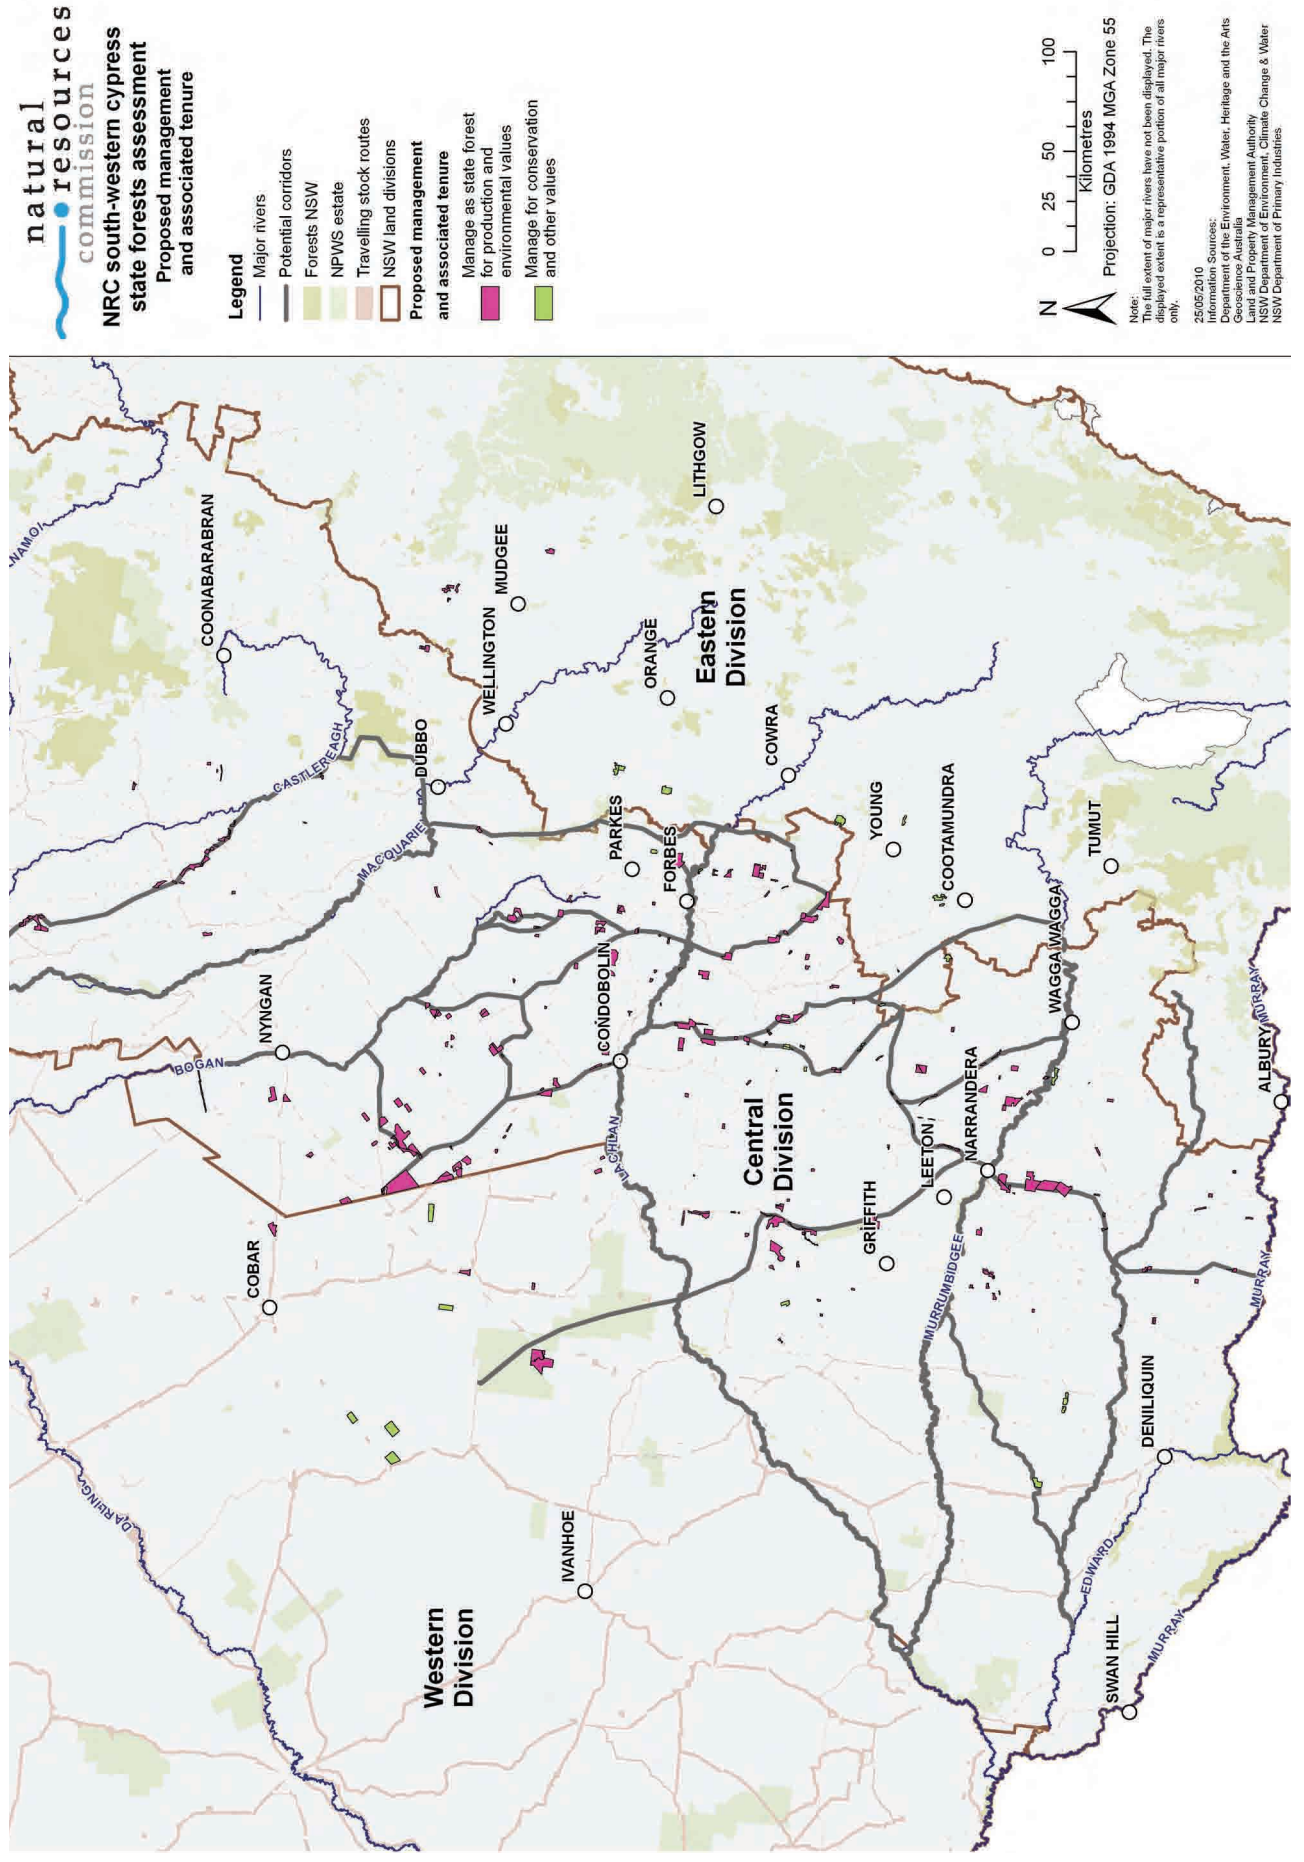 natural
resources
commission
NRC south-western cypress
state forests assessment
Proposed management
and associated tenure
Legend
Major rivers
Potential corridors
Forests NSW
NPWS estate
Travelling stock routes
NSW land divisions
Proposed management
and associated tenure
Manage as state forest
for production and
environmental values
Manage for conservation
and other values
N
0 25 50 100
Kilometres
Projection: GDA 1994 MGA Zone 55
Note:
The full extent of major rivers have not been displayed. The
displayed extent is a representative portion of all major rivers
only.
25/05/2010
Information Sources:
Department of the Environment, Water, Heritage and the Arts
Geoscience Australia
Land and Property Management Authority
NSW Department of Environment, Climate Change & Water
NSW Department of Primary Industries
NAMOI
COONABARABRAN
CASTLEREAGH
MACQUARIE
DUBBO
WELLINGTON
MUDGEE
LITHGOW
ORANGE
Eastern
Division
COWRA
PARKES
FORBES
YOUNG
COOTAMUNDRA
TUMUT
WAGGA WAGGA
ALBURY
MURRAY
BOGAN
NYNGAN
CONDOBOLIN
LACHLAN
Central
Division
NARRANDERA
LEETON
GRIFFITH
MURRUMBIDGEE
MURRAY
COBAR
DARLING
IVANHOE
Western
Division
DENILIQUIN
EDWARD
SWAN HILL
MURRAY